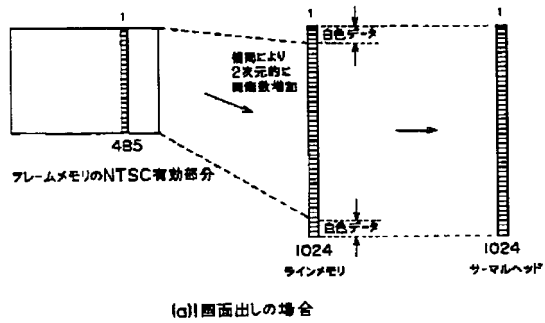 1
485
フレームメモリのNTSC有効部分
補間により
2次元的に
画像数増加
1
白色データ
白色データ
1024
ラインメモリ
1
1024
サーマルヘッド
(a)1画面出しの場合